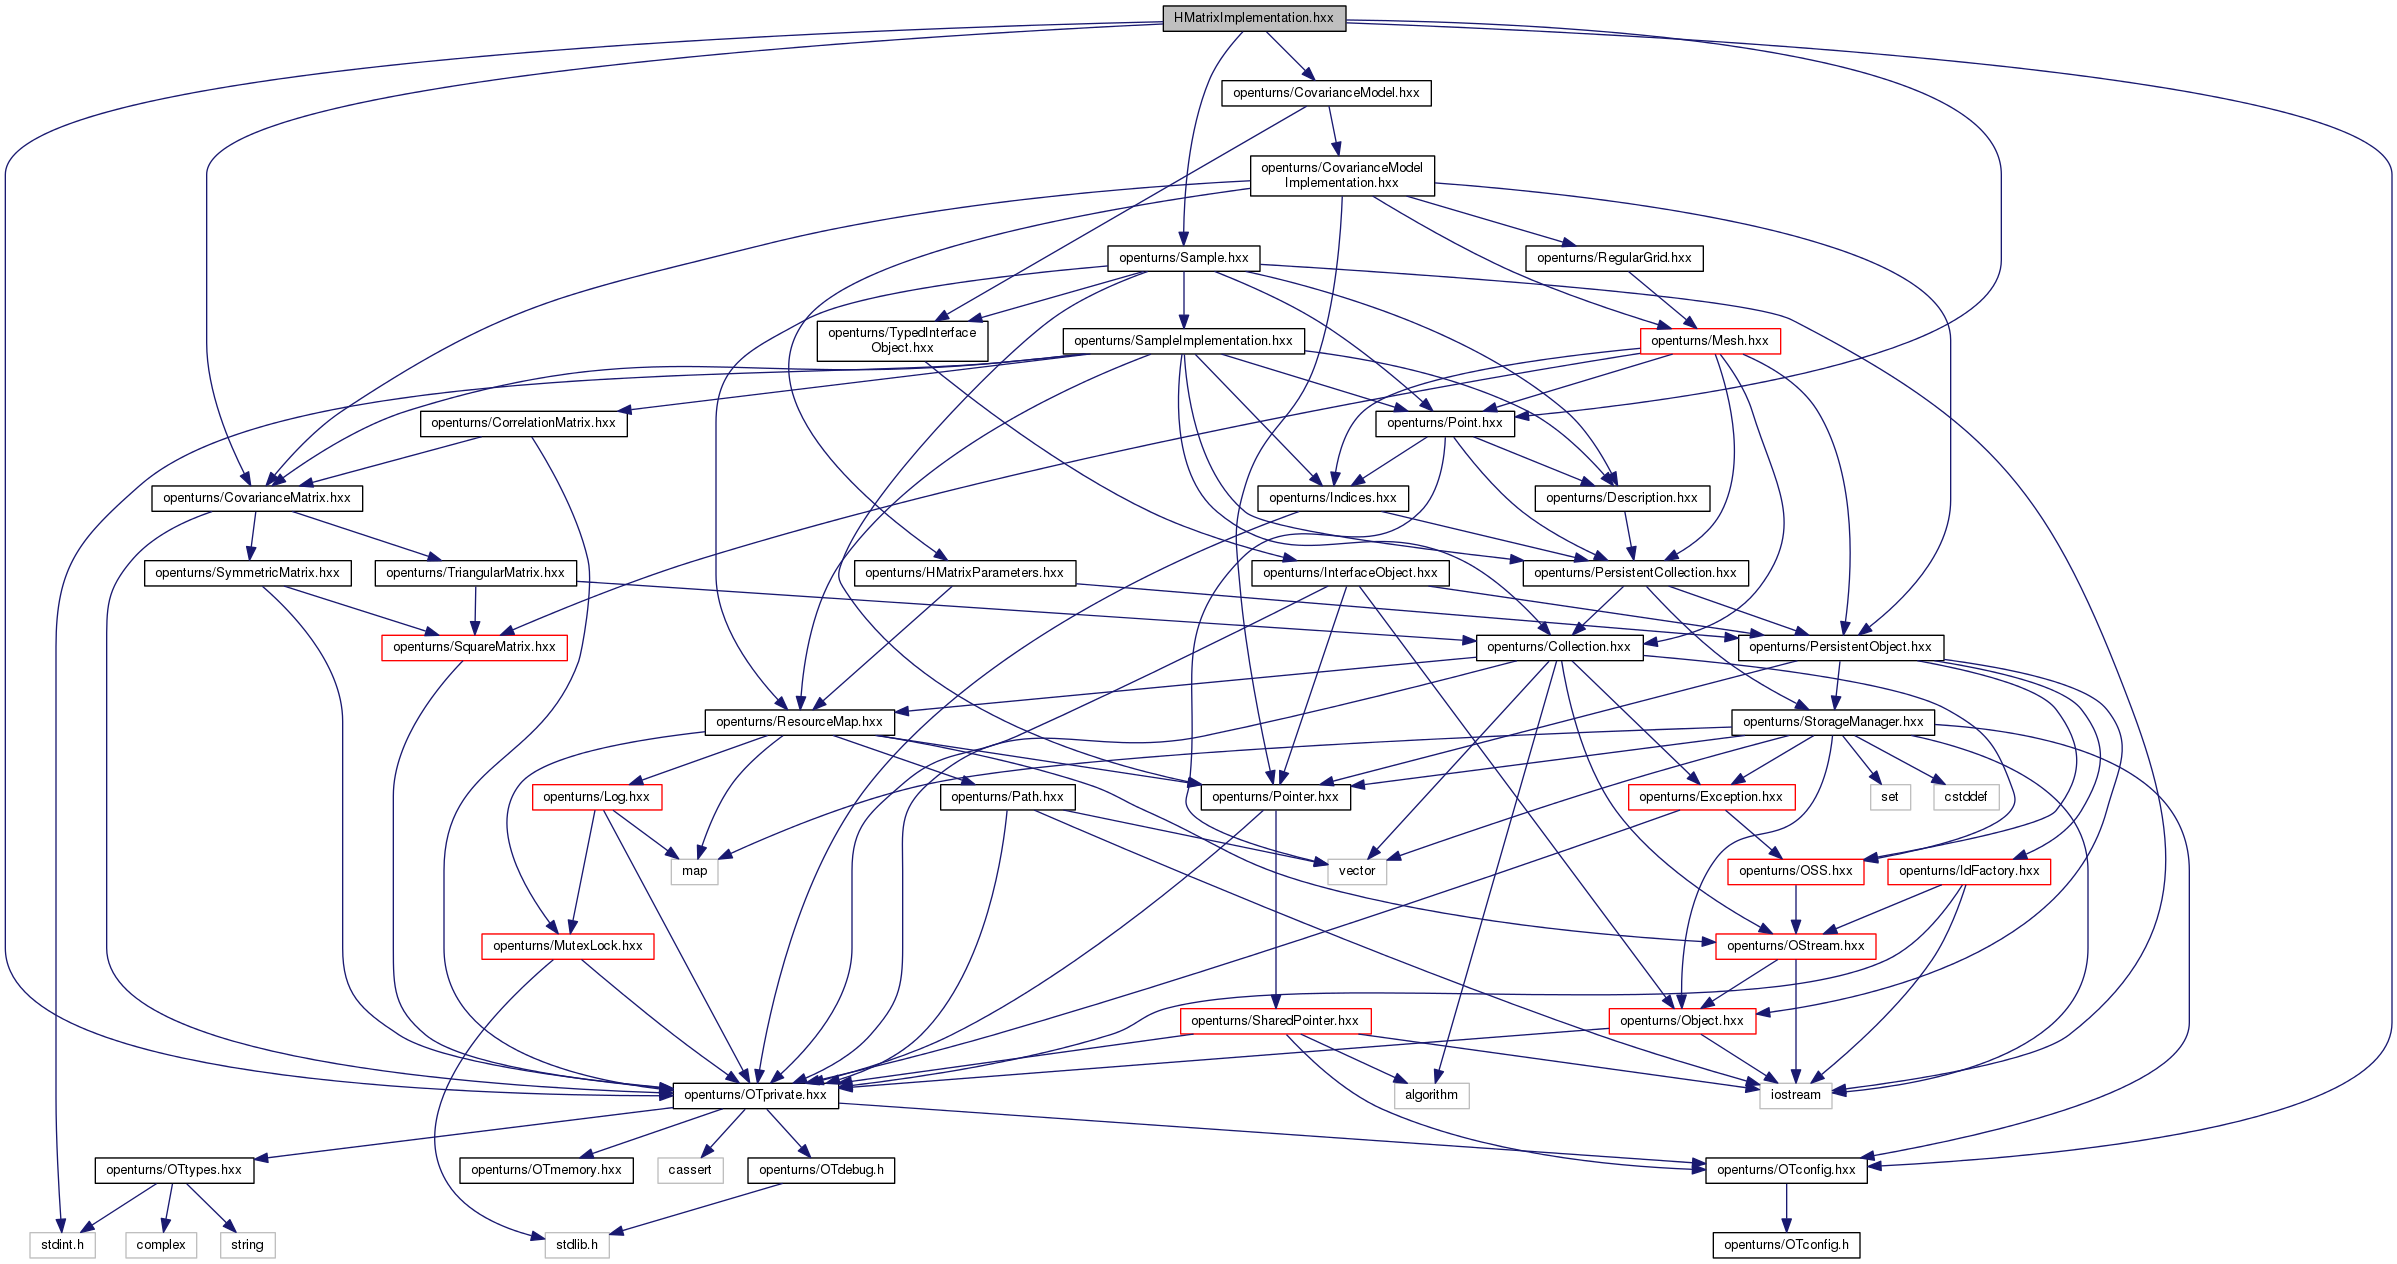 HMatrixImplementation.hxx
openturns/CovarianceModel.hxx
openturns/CovarianceModel
Implementation.hxx
openturns/Sample.hxx
openturns/RegularGrid.hxx
openturns/TypedInterface
Object.hxx
openturns/SampleImplementation.hxx
openturns/Mesh.hxx
openturns/CorrelationMatrix.hxx
openturns/Point.hxx
openturns/CovarianceMatrix.hxx
openturns/Indices.hxx
openturns/Description.hxx
openturns/SymmetricMatrix.hxx
openturns/TriangularMatrix.hxx
openturns/HMatrixParameters.hxx
openturns/InterfaceObject.hxx
openturns/PersistentCollection.hxx
openturns/SquareMatrix.hxx
openturns/Collection.hxx
openturns/PersistentObject.hxx
openturns/ResourceMap.hxx
openturns/StorageManager.hxx
openturns/Log.hxx
openturns/Path.hxx
openturns/Pointer.hxx
openturns/Exception.hxx
set
cstddef
map
vector
openturns/OSS.hxx
openturns/IdFactory.hxx
openturns/MutexLock.hxx
openturns/OStream.hxx
openturns/SharedPointer.hxx
openturns/Object.hxx
openturns/OTprivate.hxx
algorithm
iostream
openturns/OTtypes.hxx
openturns/OTmemory.hxx
cassert
openturns/OTdebug.h
openturns/OTconfig.hxx
stdint.h
complex
string
stdlib.h
openturns/OTconfig.h